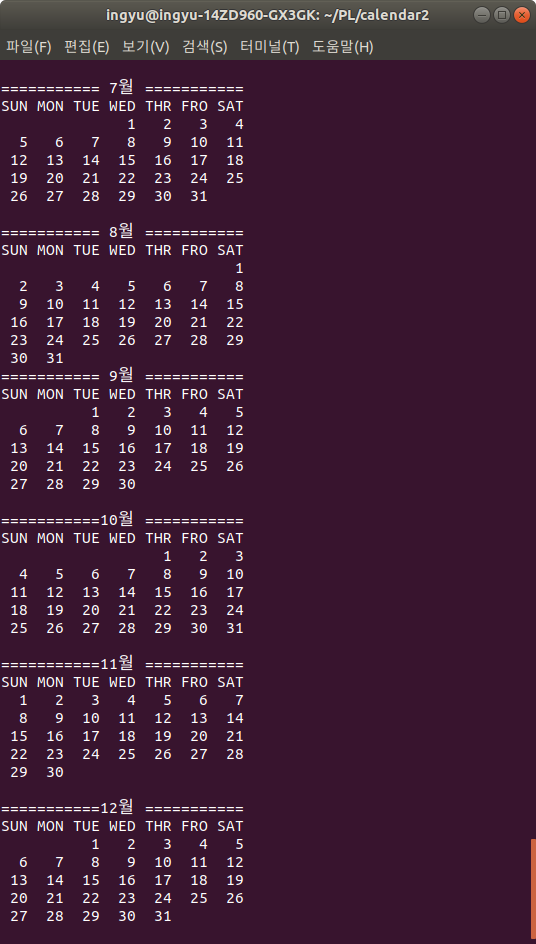 ingyu@ingyu-14ZD960-GX3GK: ~/PL/calendar2
파일(F) 편집(E) 보기(V) 검색(S) 터미널(T) 도움말(H)
=========== 7월 ===========
SUN MON TUE WED THR FRO SAT
              1   2   3   4
  5   6   7   8   9  10  11
 12  13  14  15  16  17  18
 19  20  21  22  23  24  25
 26  27  28  29  30  31
=========== 8월 ===========
SUN MON TUE WED THR FRO SAT
                          1
  2   3   4   5   6   7   8
  9  10  11  12  13  14  15
 16  17  18  19  20  21  22
 23  24  25  26  27  28  29
 30  31
=========== 9월 ===========
SUN MON TUE WED THR FRO SAT
          1   2   3   4   5
  6   7   8   9  10  11  12
 13  14  15  16  17  18  19
 20  21  22  23  24  25  26
 27  28  29  30
===========10월 ===========
SUN MON TUE WED THR FRO SAT
                  1   2   3
  4   5   6   7   8   9  10
 11  12  13  14  15  16  17
 18  19  20  21  22  23  24
 25  26  27  28  29  30  31
===========11월 ===========
SUN MON TUE WED THR FRO SAT
  1   2   3   4   5   6   7
  8   9  10  11  12  13  14
 15  16  17  18  19  20  21
 22  23  24  25  26  27  28
 29  30
===========12월 ===========
SUN MON TUE WED THR FRO SAT
          1   2   3   4   5
  6   7   8   9  10  11  12
 13  14  15  16  17  18  19
 20  21  22  23  24  25  26
 27  28  29  30  31